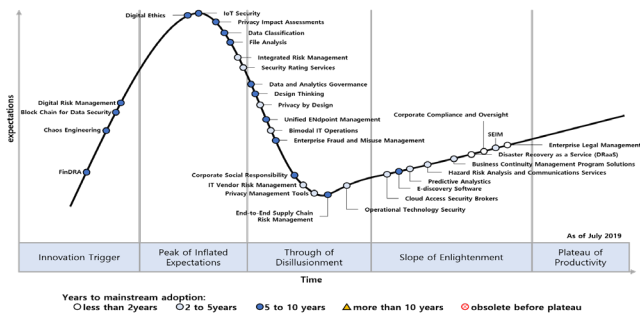 Digital Ethics
IoT Security
Privacy Impact Assessments
Data Classification
File Analysis
Integrated Risk Management
Security Rating Services
Data and Analytics Governance
Design Thinking
Privacy by Design
Unified ENdpoint Management
Bimodal IT Operations
Enterprise Fraud and Misuse Management
Digital Risk Management
Block Chain for Data Security
Chaos Engineering
FinDRA
expectations
Corporate Social Responsibility
IT Vendor Risk Management
Privacy Management Tools
End-to-End Supply Chain
Risk Management
Operational Technology Security
Cloud Access Security Brokers
E-discovery Software
Predictive Analytics
Hazard Risk Analysis and Communications Services
Business Continuity Management Program Solutions
Disaster Recovery as a Service (DRaaS)
Corporate Compliance and Oversight
SEIM
Enterprise Legal Management
As of July 2019
Innovation Trigger
Peak of Inflated
Expectations
Through of
Disillusionment
Slope of Enlightenment
Plateau of
Productivity
Time
Years to mainstream adoption:
less than 2years
2 to 5years
5 to 10 years
more than 10 years
obsolete before plateau